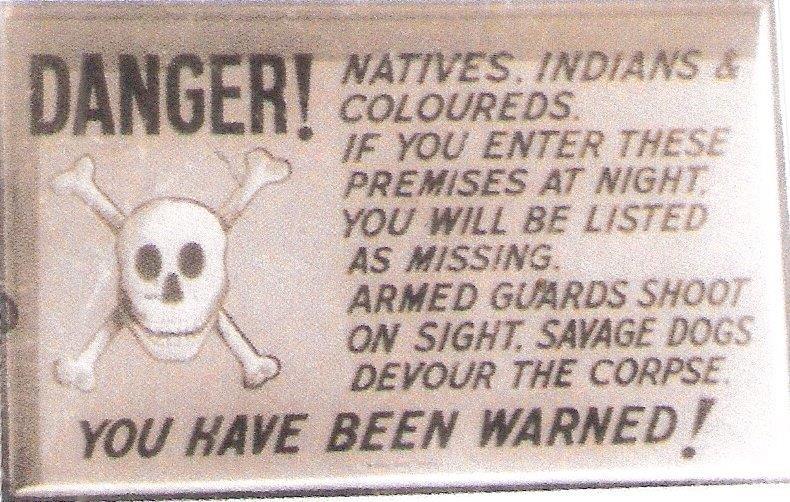 DANGER!
NATIVES. INDIANS &
COLOUREDS.
IF YOU ENTER THESE
PREMISES AT NIGHT,
YOU WILL BE LISTED
AS MISSING.
ARMED GUARDS SHOOT
ON SIGHT. SAVAGE DOGS
DEVOUR THE CORPSE.
YOU HAVE BEEN WARNED!